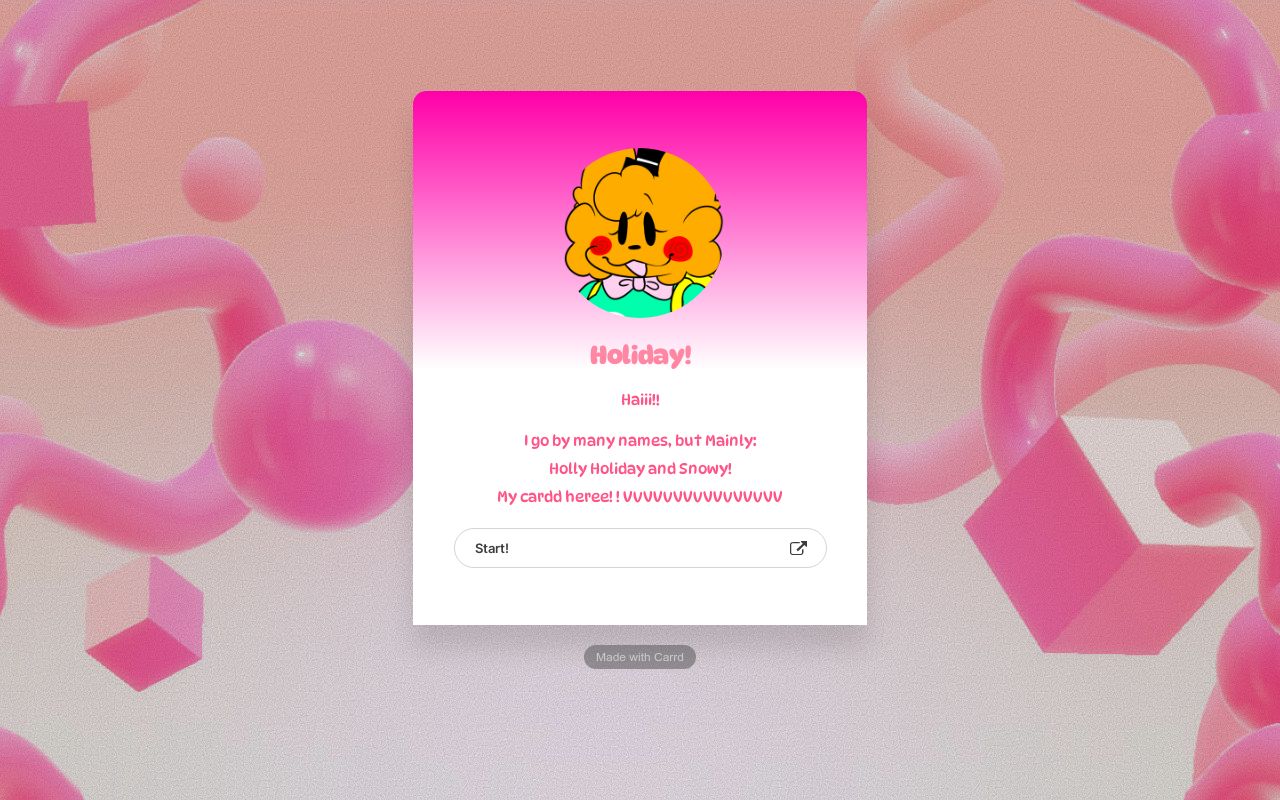 Holiday!
Haiii!!
I go by many names, but Mainly:
Holly Holiday and Snowy!
My cardd heree! ! VVVVVVVVVVVVVVVV
Start!
Made with Carrd